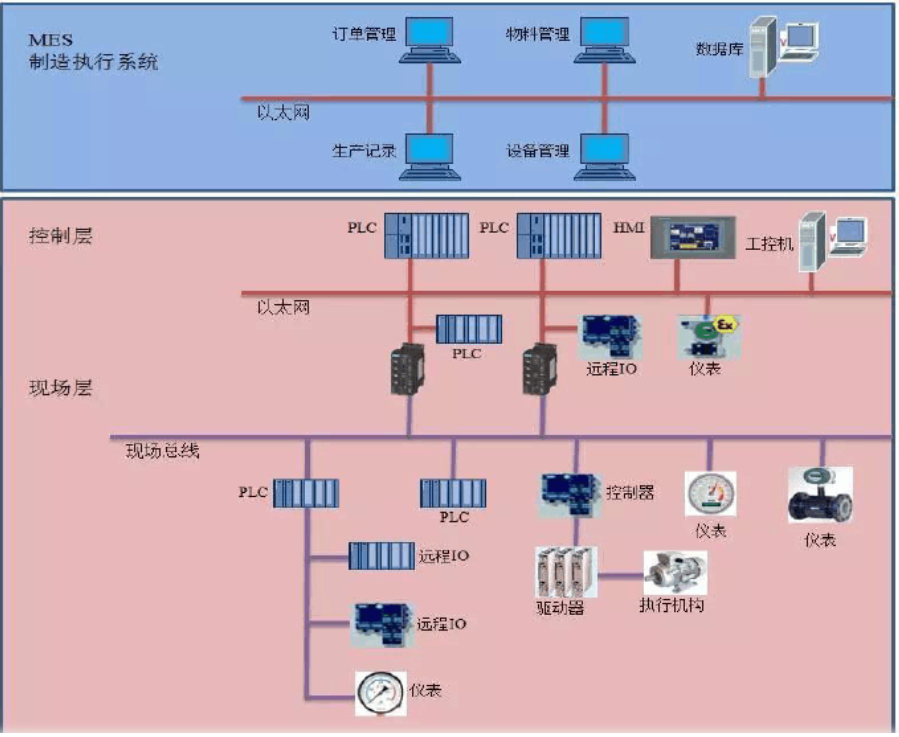 MES
制造执行系统
订单管理
物料管理
数据库
以太网
生产记录
设备管理
控制层
PLC
PLC
HMI
工控机
以太网
PLC
远程IO
Ex
仪表
现场层
现场总线
PLC
PLC
控制器
仪表
仪表
远程IO
驱动器
执行机构
远程IO
仪表